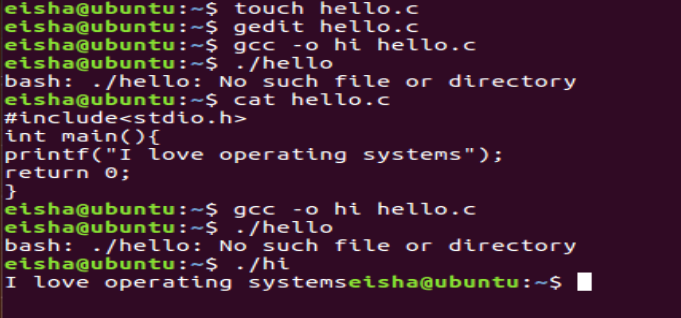 eisha@ubuntu:~$ touch hello.c
eisha@ubuntu:~$ gedit hello.c
eisha@ubuntu:~$ gcc -o hi hello.c
eisha@ubuntu:~$ ./hello
bash: ./hello: No such file or directory
eisha@ubuntu:~$ cat hello.c
#include<stdio.h>
int main(){
printf("I love operating systems");
return 0;
}
eisha@ubuntu:~$ gcc -o hi hello.c
eisha@ubuntu:~$ ./hello
bash: ./hello: No such file or directory
eisha@ubuntu:~$ ./hi
I love operating systemseisha@ubuntu:~$